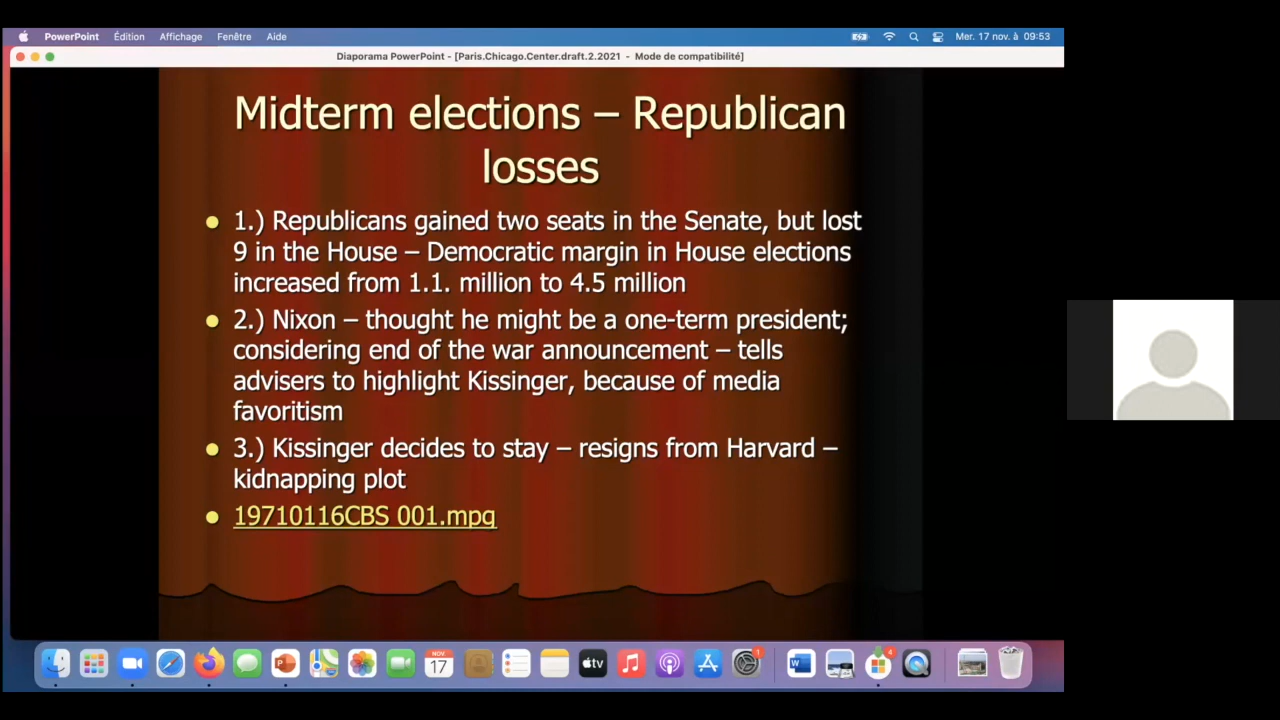 PowerPoint Édition Affichage Fenêtre Aide
Mer. 17 nov. à 09:53
Diaporama PowerPoint - [Paris.Chicago.Center.draft.2.2021 - Mode de compatibilité]
Midterm elections – Republican
losses
1.) Republicans gained two seats in the Senate, but lost
9 in the House – Democratic margin in House elections
increased from 1.1. million to 4.5 million
2.) Nixon – thought he might be a one-term president;
considering end of the war announcement – tells
advisers to highlight Kissinger, because of media
favoritism
3.) Kissinger decides to stay – resigns from Harvard –
kidnapping plot
19710116CBS 001.mpg
NOV.
17
tv
1
W
4